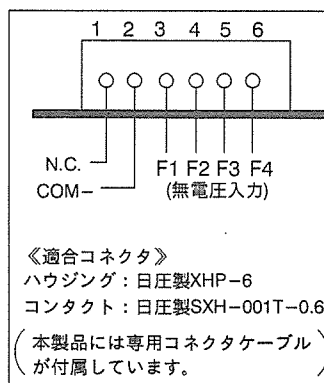 1 2 3 4 5 6
N.C.
F1 F2 F3 F4
COM−
(無電圧入力)
《適合コネクタ》
ハウジング：日圧製XHP−6
コンタクト：日圧製SXH−001T−0.6
(本製品には専用コネクタケーブル
が付属しています。)